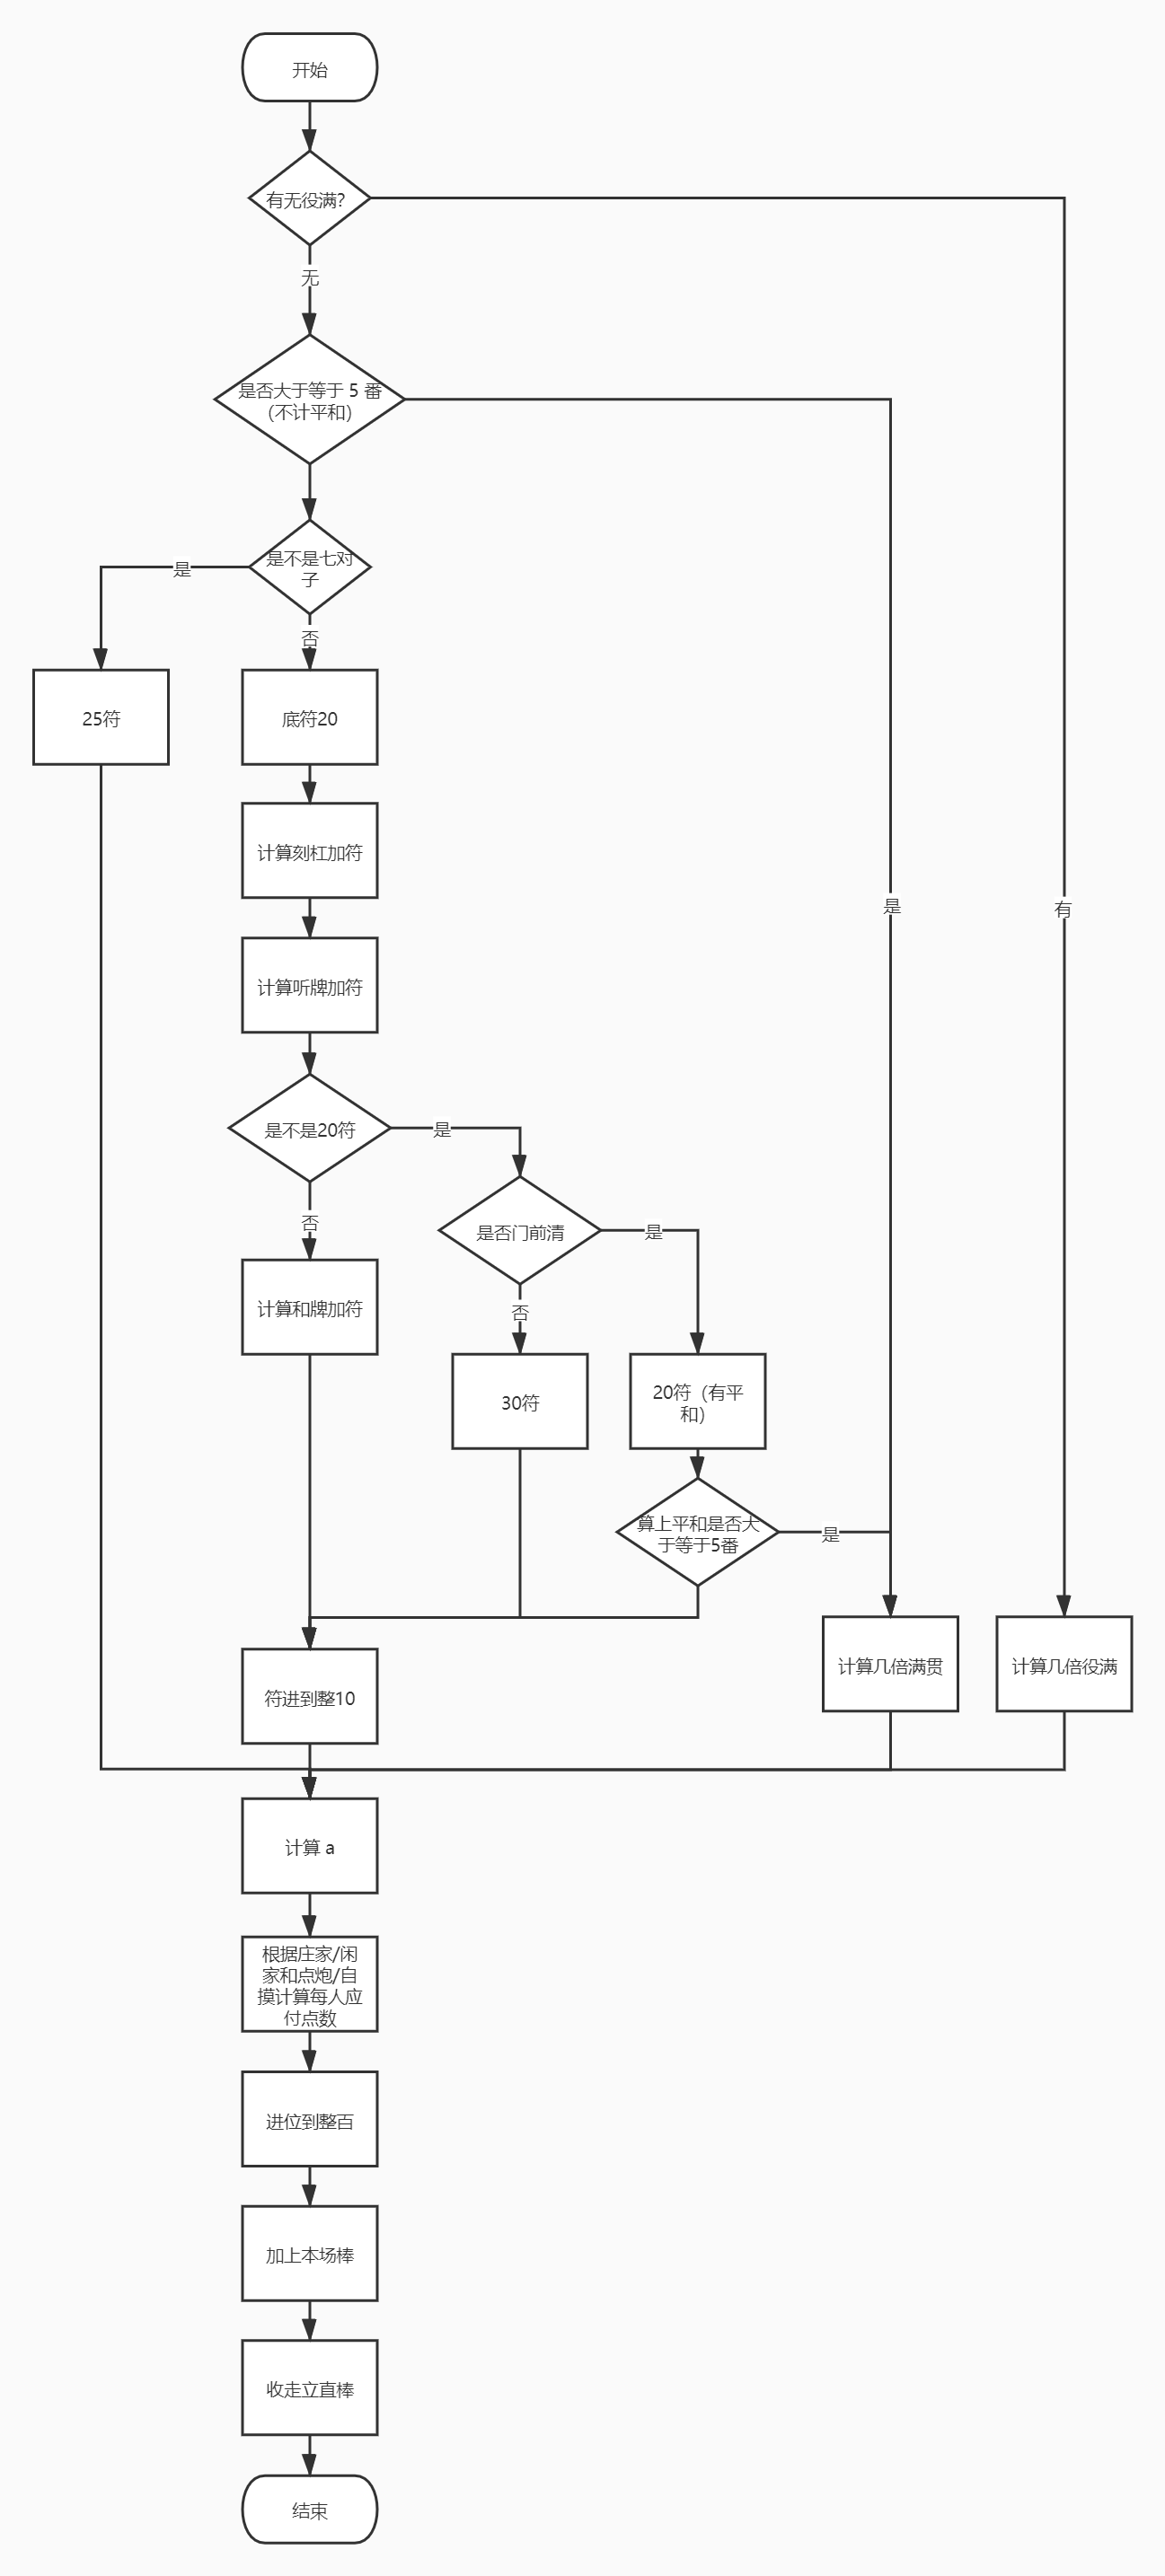 开始
有无役满?
无
是否大于等于 5 番
（不计平和）
是不是七对
子
是
否
25符
底符20
计算刻杠加符
是
有
计算听牌加符
是不是20符
是
否
是否门前清
是
计算和牌加符
否
30符
20符（有平
和）
算上平和是否大
于等于5番
是
计算几倍满贯
计算几倍役满
符进到整10
计算 a
根据庄家/闲
家和点炮/自
摸计算每人应
付点数
进位到整百
加上本场棒
收走立直棒
结束